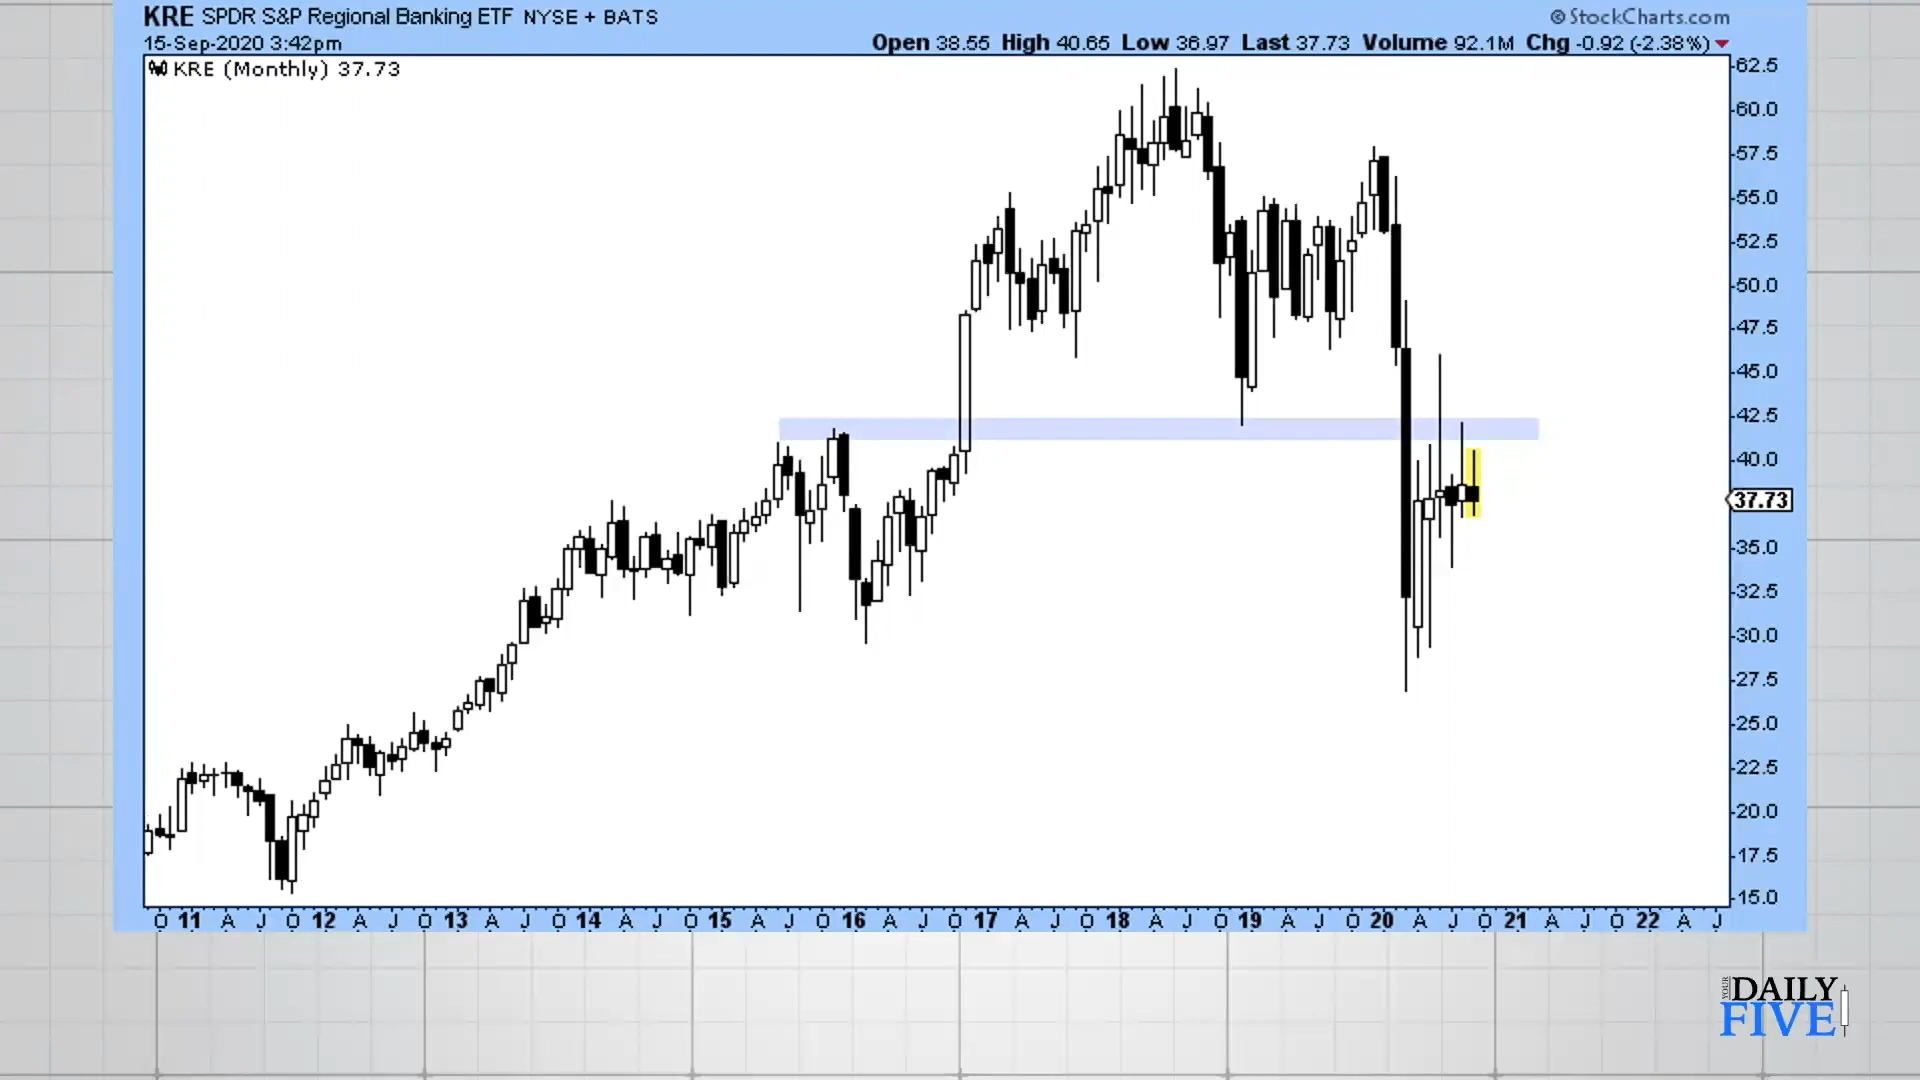 KRE SPDR S&P Regional Banking ETF NYSE + BATS
© StockCharts.com
15-Sep-2020 3:42pm
Open 38.55 High 40.65 Low 36.97 Last 37.73 Volume 92.1M Chg -0.92 (-2.38%)
KRE (Monthly) 37.73
62.5
60.0
57.5
55.0
52.5
50.0
47.5
45.0
42.5
40.0
37.73
35.0
32.5
30.0
27.5
25.0
22.5
20.0
17.5
15.0
O 11 A J O 12 A J O 13 A J O 14 A J O 15 A J O 16 A J O 17 A J O 18 A J O 19 A J O 20 A J O 21 A J O 22 A J
YOUR
DAILY
FIVE